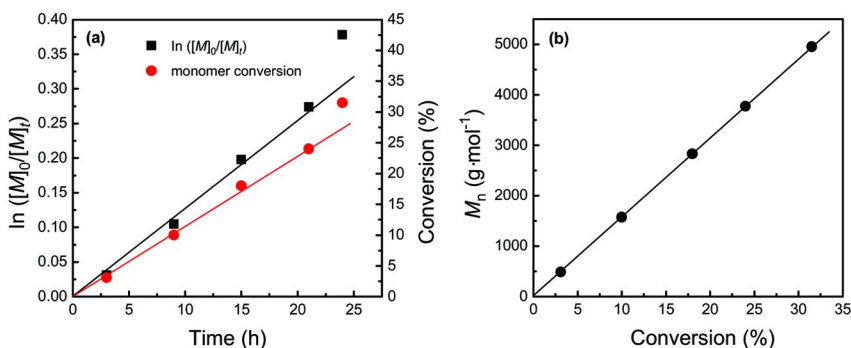 (a)
ln ([M]0/[M]t)
monomer conversion
0.40
0.35
0.30
0.25
0.20
0.15
0.10
0.05
0.00
ln ([M]0/[M]t)
0 5 10 15 20 25
Time (h)
45
40
35
30
25
20
15
10
5
0
Conversion (%)
(b)
5000
4000
3000
2000
1000
0
Mn (g·mol-1)
0 5 10 15 20 25 30 35
Conversion (%)